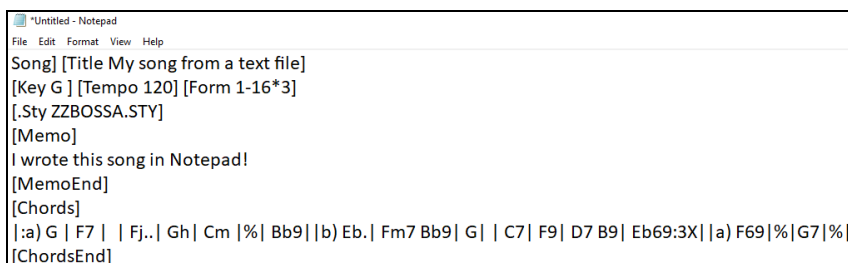 *Untitled - Notepad
File Edit Format View Help
Song] [Title My song from a text file]
[Key G ] [Tempo 120] [Form 1-16*3]
[.Sty ZZBOSSA.STY]
[Memo]
I wrote this song in Notepad!
[MemoEnd]
[Chords]
|:a) G | F7 | | Fj..| Gh| Cm |%| Bb9||b) Eb.| Fm7 Bb9| G| | C7| F9| D7 B9| Eb69:3X||a) F69|%|G7|%|
[ChordsEnd]